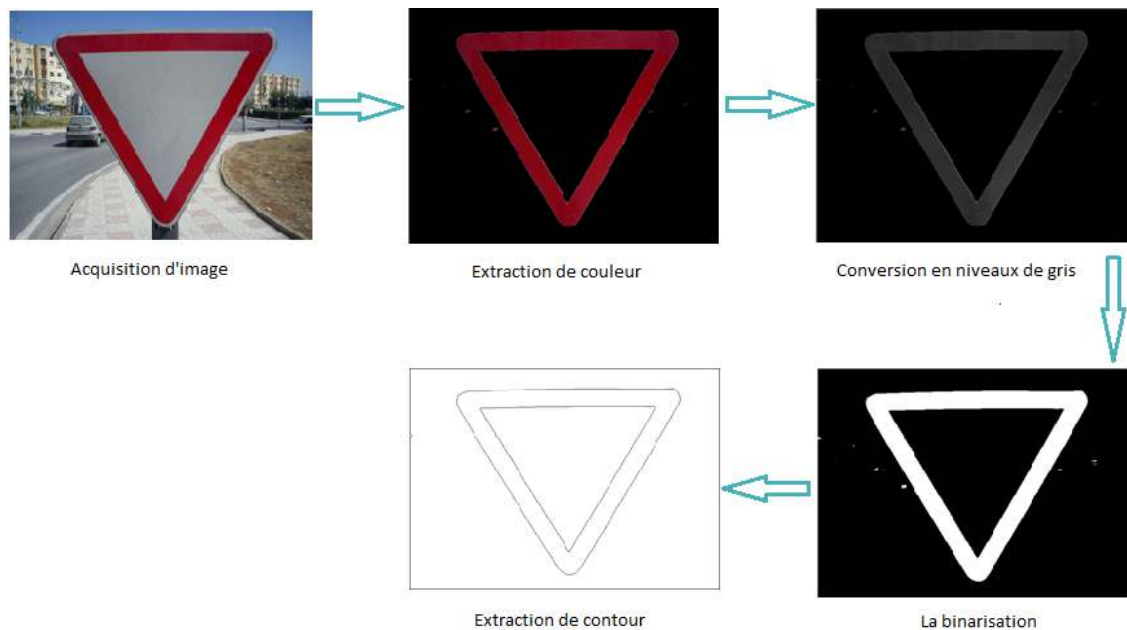 Acquisition d'image
Extraction de couleur
Conversion en niveaux de gris
Extraction de contour
La binarisation